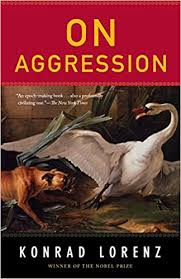 ON
AGGRESSION
"An epoch-making book . . . also a profoundly
civilizing one." —The New York Times
KONRAD LORENZ
WINNER OF THE NOBEL PRIZE